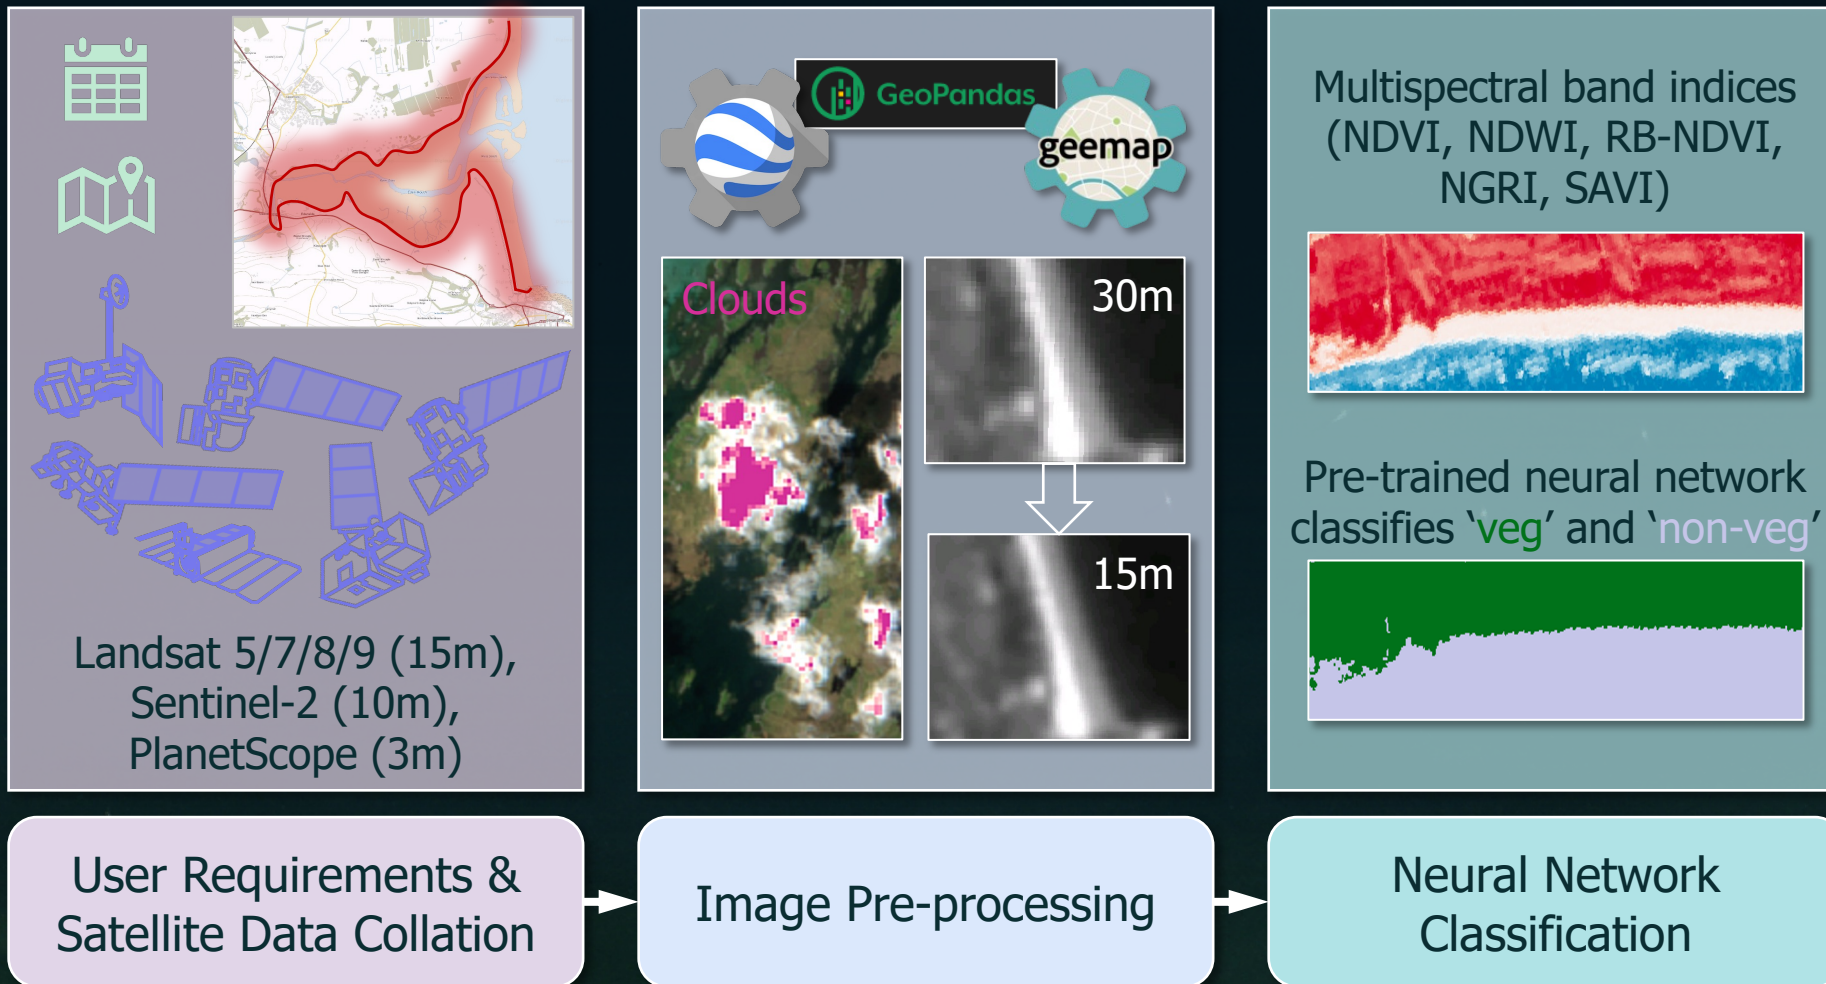 Landsat 5/7/8/9 (15m),
Sentinel-2 (10m),
PlanetScope (3m)
User Requirements &
Satellite Data Collation
GeoPandas
geemap
Clouds
30m
15m
Image Pre-processing
Multispectral band indices
(NDVI, NDWI, RB-NDVI,
NGRI, SAVI)
Pre-trained neural network
classifies ‘veg’ and ‘non-veg’
Neural Network
Classification